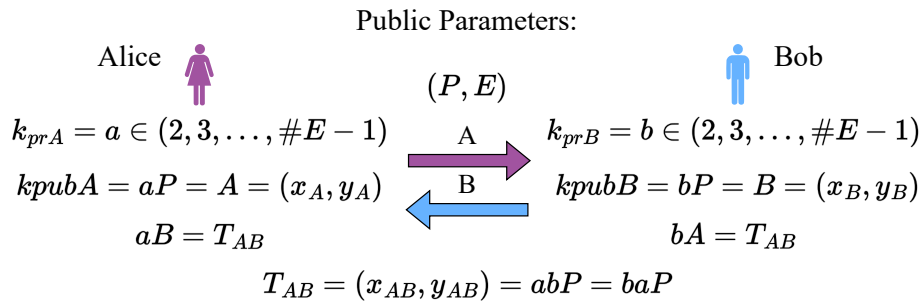 Public Parameters:
Alice
Bob
(P, E)
k_{prA} = a ∈ (2, 3, . . . , #E − 1)
A
k_{prB} = b ∈ (2, 3, . . . , #E − 1)
kpubA = aP = A = (x_A, y_A)
B
kpubB = bP = B = (x_B, y_B)
aB = T_{AB}
bA = T_{AB}
T_{AB} = (x_{AB}, y_{AB}) = abP = baP